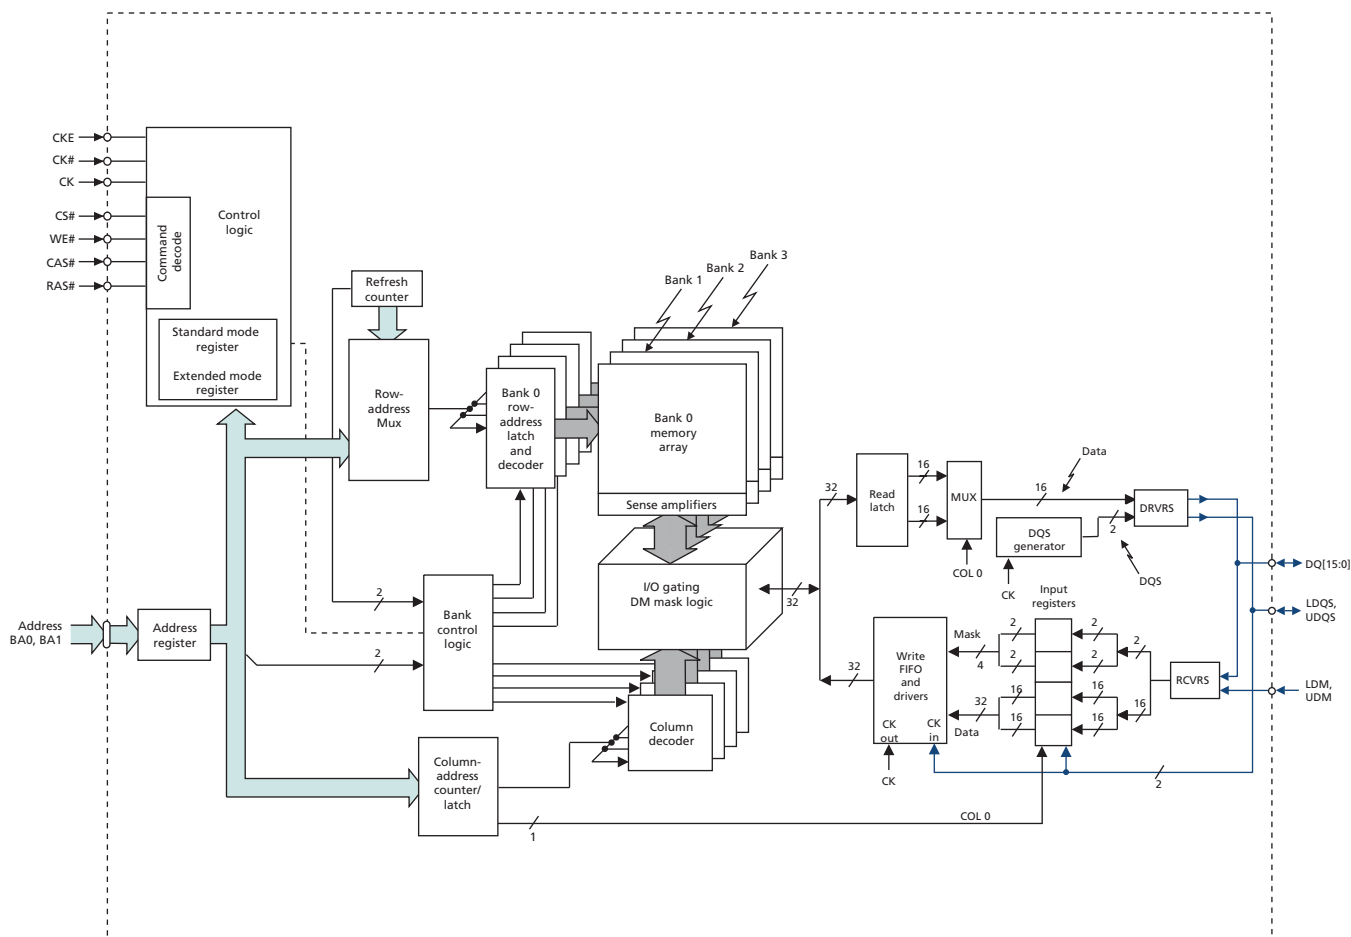 CKE
CK#
CK
CS#
WE#
CAS#
RAS#
Command
decode
Control
logic
Standard mode
register
Extended mode
register
Refresh
counter
Row-
address
Mux
Bank 0
row-
address
latch
and
decoder
Bank 1
Bank 2
Bank 3
Bank 0
memory
array
Sense amplifiers
I/O gating
DM mask logic
32
32
16
16
Read
latch
MUX
COL 0
16
Data
DQS
generator
CK
2
DQS
DRVRS
DQ[15:0]
LDQS,
UDQS
LDM,
UDM
Address
BA0, BA1
Address
register
2
2
Bank
control
logic
Column
decoder
Column-
address
counter/
latch
1
COL 0
32
Write
FIFO
and
drivers
CK
out
CK
in
CK
Mask
4
32
Data
Input
registers
2
2
2
2
2
16
16
16
16
16
RCVRS
2